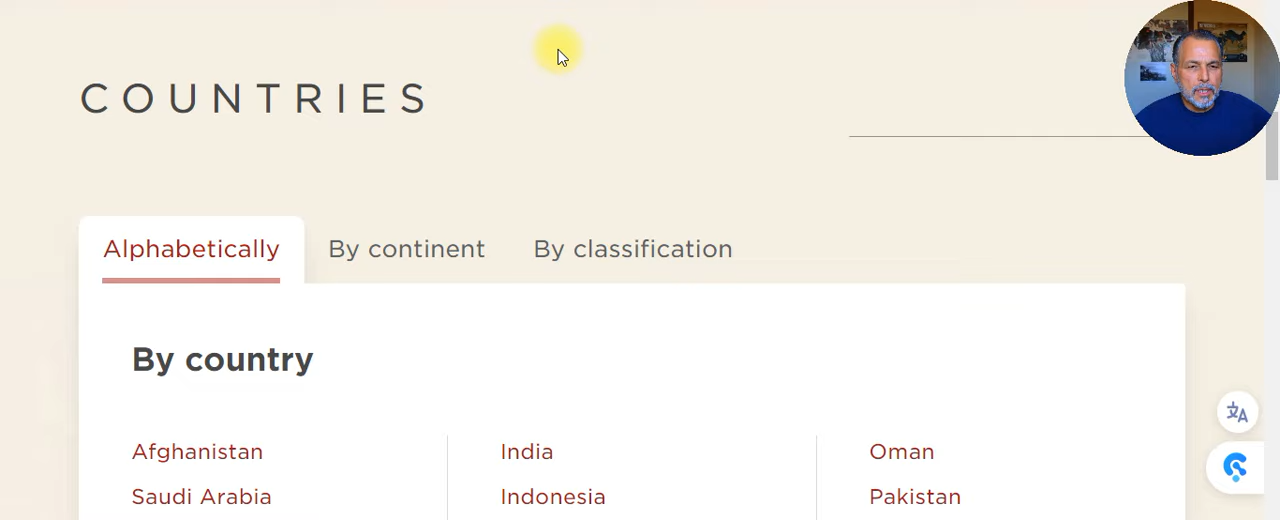 COUNTRIES
Alphabetically By continent By classification
By country
Afghanistan India Oman
Saudi Arabia Indonesia Pakistan